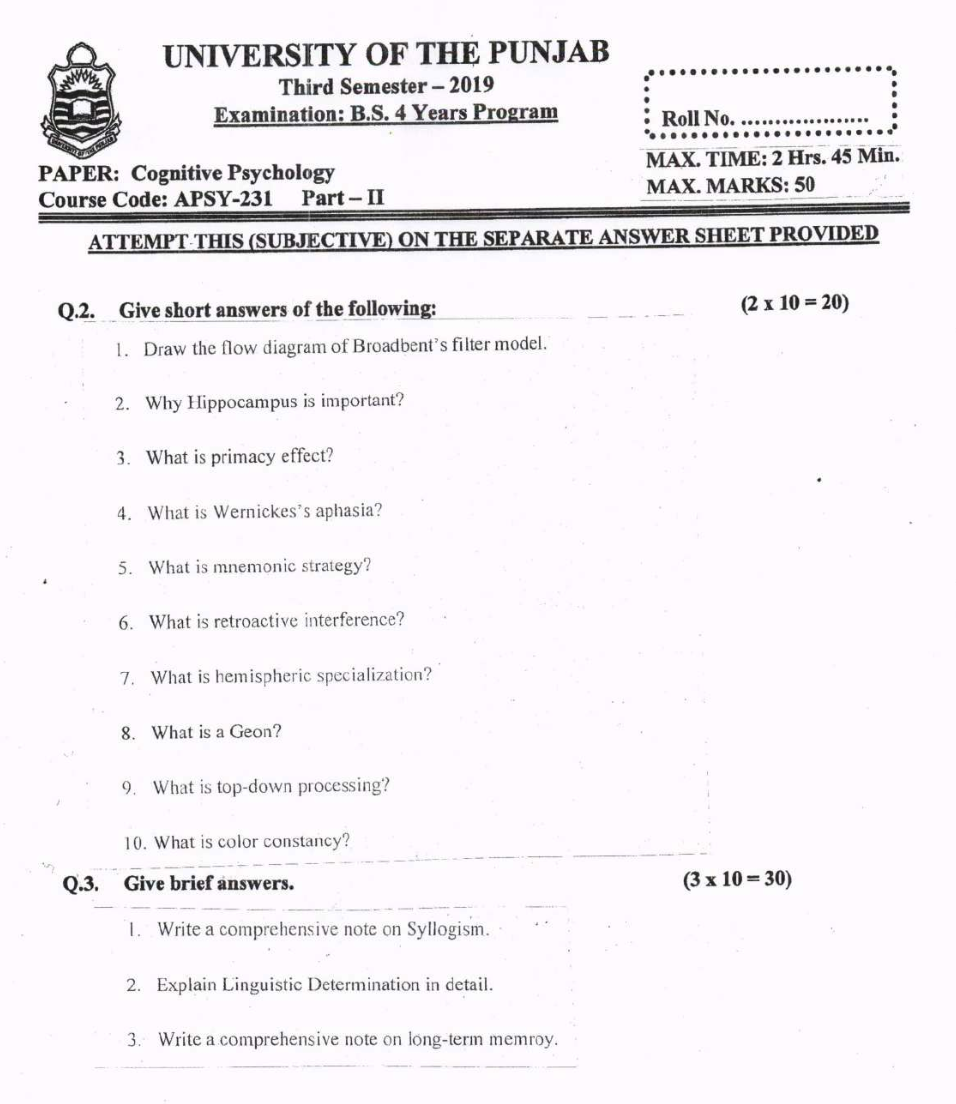 UNIVERSITY OF THE PUNJAB
Third Semester – 2019
Examination: B.S. 4 Years Program
Roll No. ...................
PAPER: Cognitive Psychology
Course Code: APSY-231 Part – II
MAX. TIME: 2 Hrs. 45 Min.
MAX. MARKS: 50
ATTEMPT THIS (SUBJECTIVE) ON THE SEPARATE ANSWER SHEET PROVIDED
Q.2. Give short answers of the following: (2 x 10 = 20)
1. Draw the flow diagram of Broadbent's filter model.
2. Why Hippocampus is important?
3. What is primacy effect?
4. What is Wernickes's aphasia?
5. What is mnemonic strategy?
6. What is retroactive interference?
7. What is hemispheric specialization?
8. What is a Geon?
9. What is top-down processing?
10. What is color constancy?
Q.3. Give brief answers. (3 x 10 = 30)
1. Write a comprehensive note on Syllogism.
2. Explain Linguistic Determination in detail.
3. Write a comprehensive note on long-term memroy.